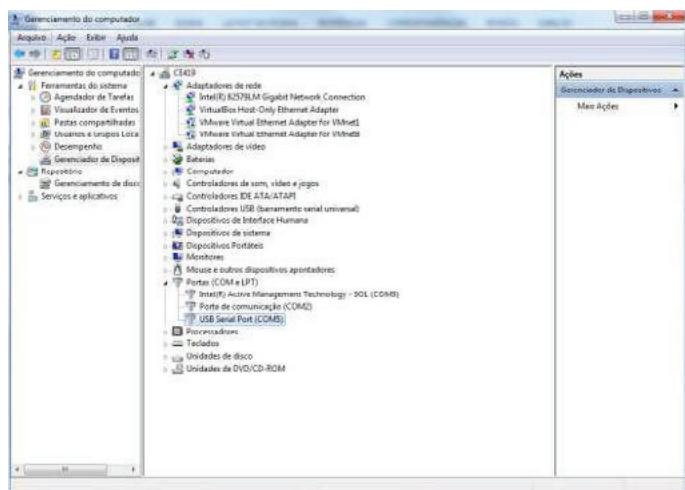 Gerenciamento do computador
Arquivo Ação Exibir Ajuda
Gerenciamento do computado
Ferramentas do sistema
Agendador de Tarefas
Visualizador de Eventos
Pastas compartilhadas
Usuários e Grupos Loca
Desempenho
Gerenciador de Disposit
Repositório
Gerenciamento de disco
Serviços e aplicativos
Adaptadores de rede
Intel(R) 82579LM Gigabit Network Connection
VirtualBox Host-Only Ethernet Adapter
VMware Virtual Ethernet Adapter for VMnet1
VMware Virtual Ethernet Adapter for VMnet8
Adaptadores de vídeo
Baterias
Computador
Controladores de som, vídeo e jogos
Controladores IDE ATA/ATAPI
Controladores USB (barramento serial universal)
Dispositivos de Interface Humana
Dispositivos de sistema
Dispositivos Portáteis
Monitores
Mouse e outros dispositivos apontadores
Portas (COM e LPT)
Intel(R) Active Management Technology - SOL
Porta de comunicação (COM2)
USB Serial Port (COM5)
Processadores
Teclados
Unidades de disco
Unidades de DVD/CD-ROM
Ações
Gerenciador de Dispositivos
Mais Ações